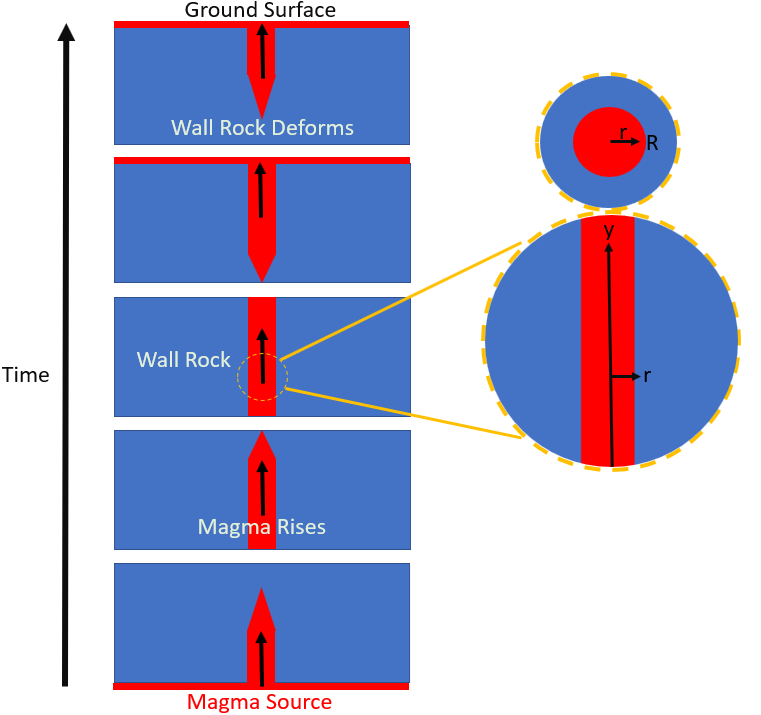 Ground Surface
Wall Rock Deforms
r
R
y
Wall Rock
Time
r
Magma Rises
Magma Source